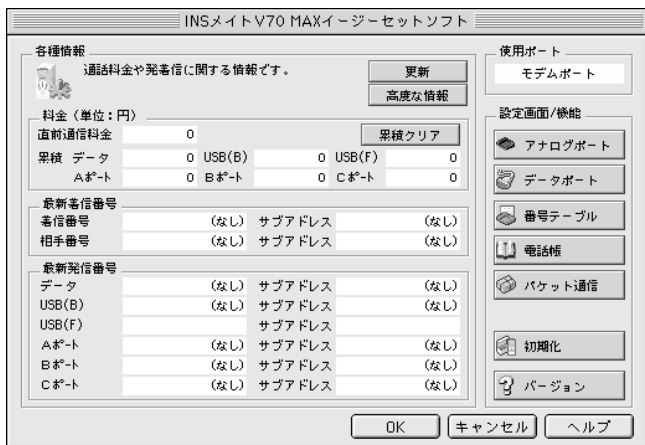 INSメイトV70 MAXイージーセットソフト
各種情報
通話料金や発着信に関する情報です。
更新
高度な情報
料金(単位:円)
直前通信料金 0 累積クリア
累積 データ 0 USB(B) 0 USB(F) 0
Aポート 0 Bポート 0 Cポート 0
最新着信番号
着信番号 (なし) サブアドレス (なし)
相手番号 (なし) サブアドレス (なし)
最新発信番号
データ (なし) サブアドレス (なし)
USB(B) (なし) サブアドレス (なし)
USB(F) サブアドレス
Aポート (なし) サブアドレス (なし)
Bポート (なし) サブアドレス (なし)
Cポート (なし) サブアドレス (なし)
使用ポート
モデムポート
設定画面/機能
アナログポート
データポート
番号テーブル
電話帳
パケット通信
初期化
バージョン
OK キャンセル ヘルプ